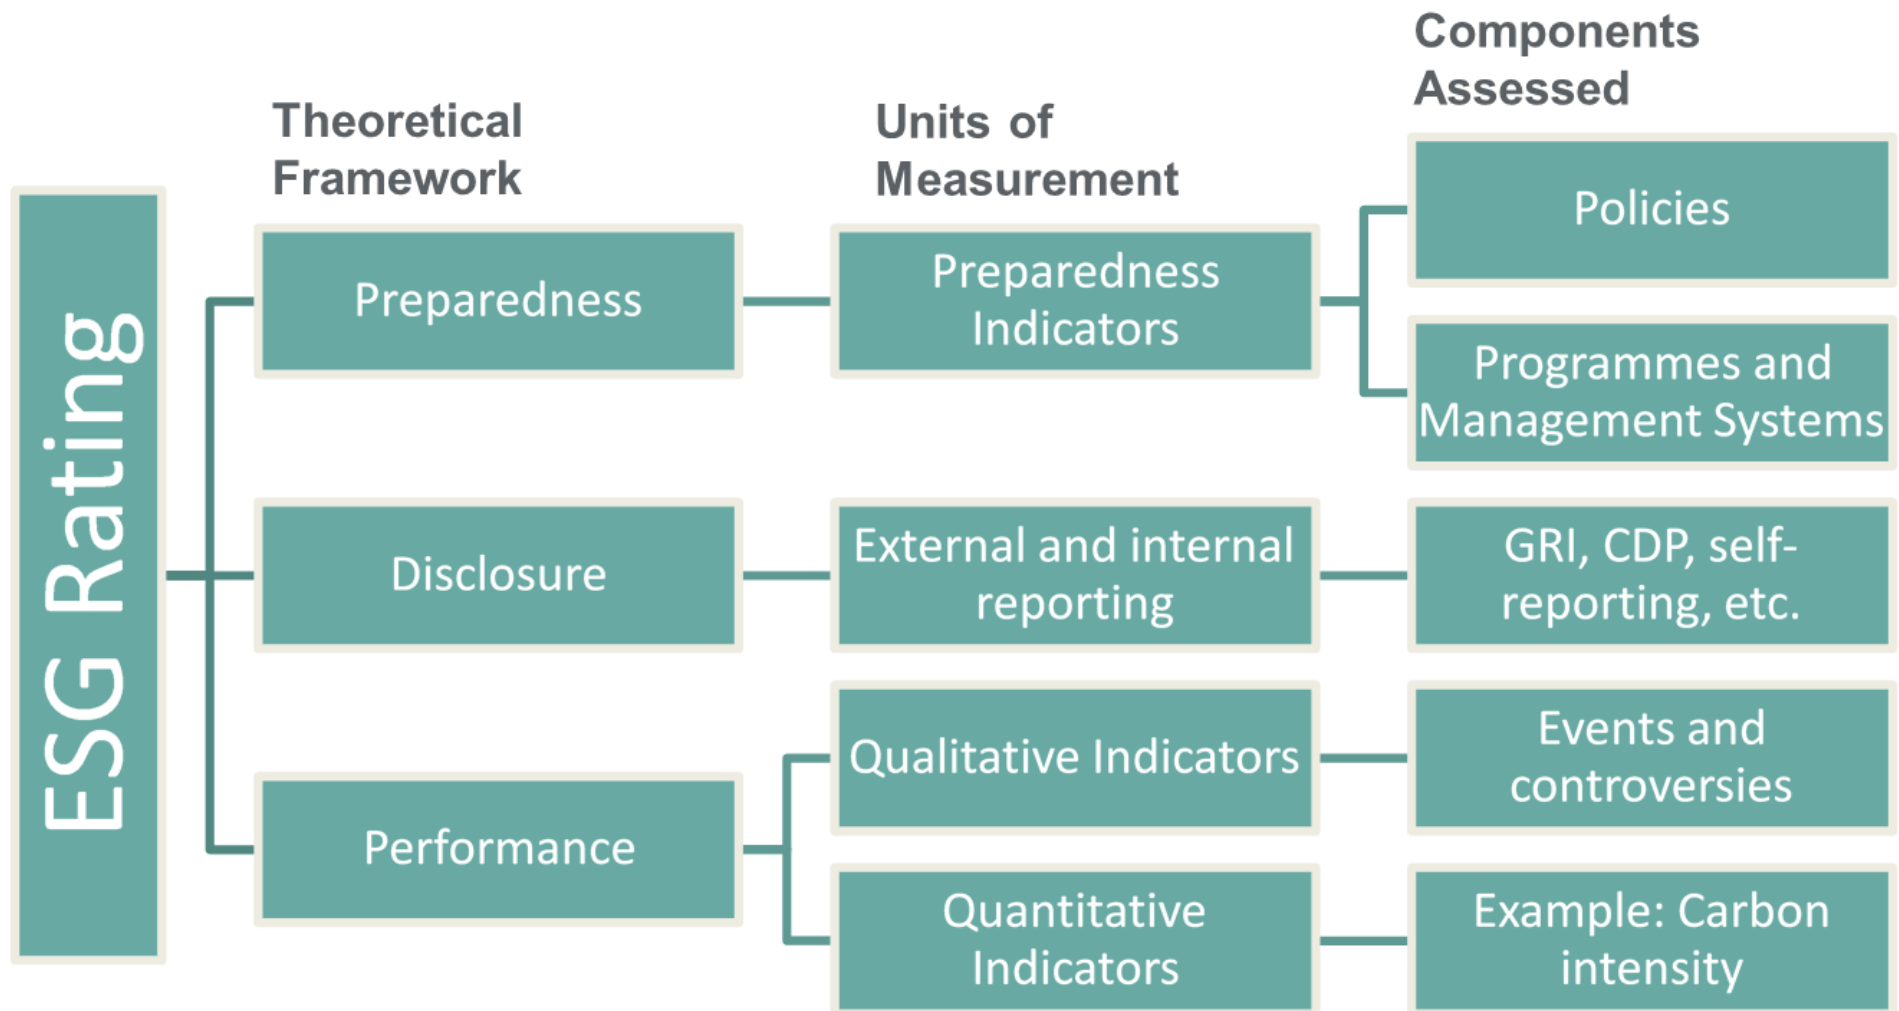 Components
Assessed
Theoretical
Framework
Units of
Measurement
ESG Rating
Preparedness
Preparedness
Indicators
Policies
Programmes and
Management Systems
Disclosure
External and internal
reporting
GRI, CDP, self-
reporting, etc.
Performance
Qualitative Indicators
Events and
controversies
Quantitative
Indicators
Example: Carbon
intensity